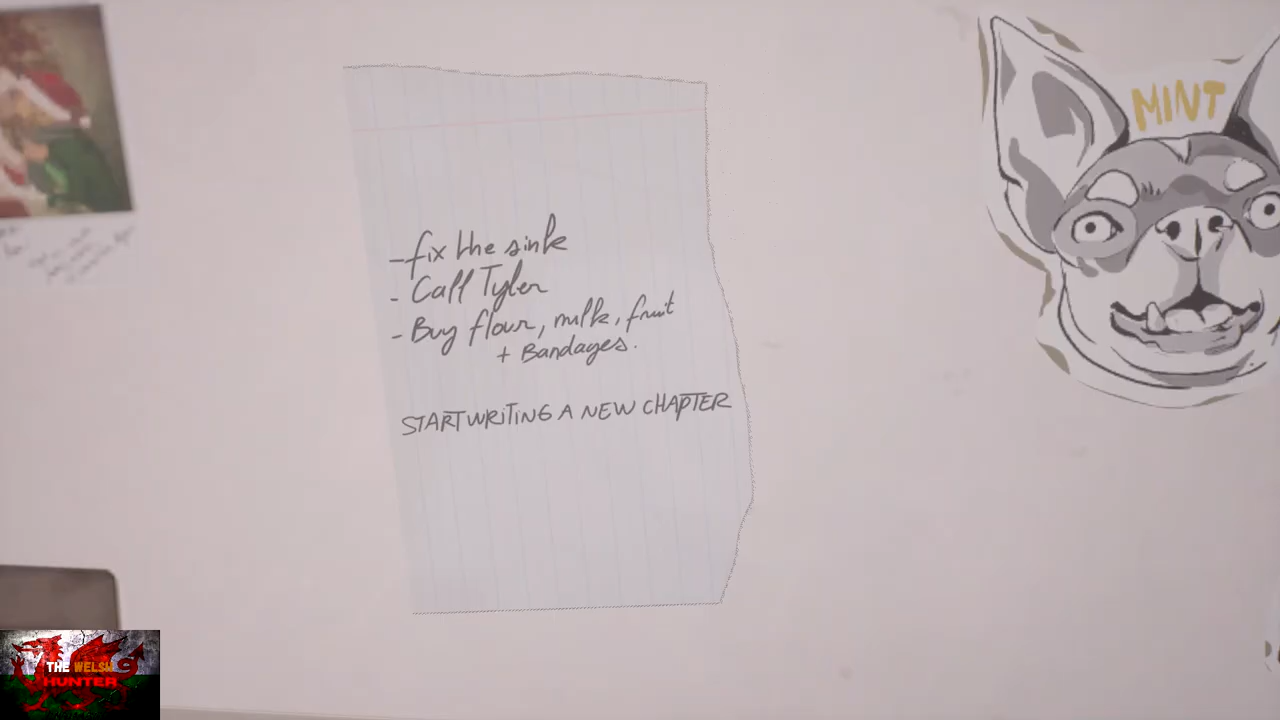 - fix the sink
- Call Tyler
- Buy flour, milk, fruit
+ Bandages.
START WRITING A NEW CHAPTER
MINT
THE WELSH
HUNTER